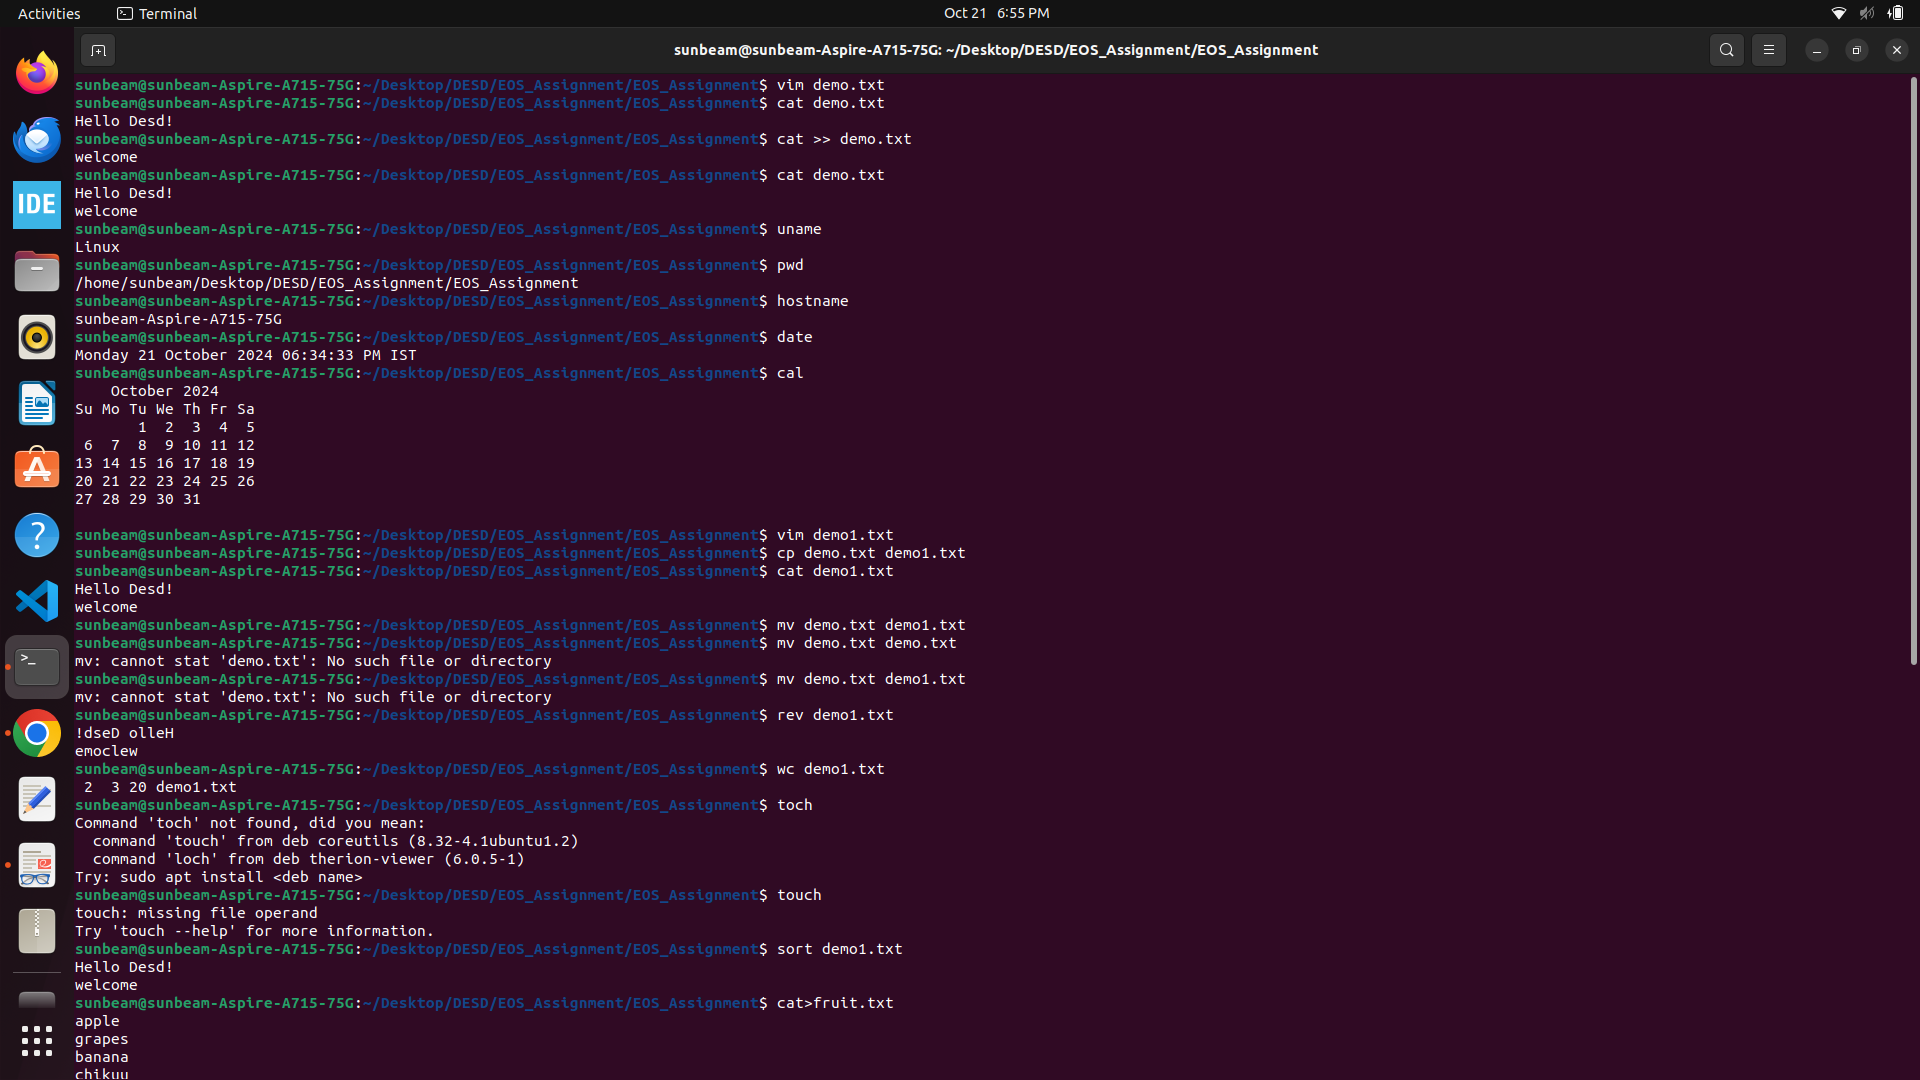 Activities Terminal Oct 21 6:55 PM
sunbeam@sunbeam-Aspire-A715-75G: ~/Desktop/DESD/EOS_Assignment/EOS_Assignment
IDE
sunbeam@sunbeam-Aspire-A715-75G:~/Desktop/DESD/EOS_Assignment/EOS_Assignment$ vim demo.txt
sunbeam@sunbeam-Aspire-A715-75G:~/Desktop/DESD/EOS_Assignment/EOS_Assignment$ cat demo.txt
Hello Desd!
sunbeam@sunbeam-Aspire-A715-75G:~/Desktop/DESD/EOS_Assignment/EOS_Assignment$ cat >> demo.txt
welcome
sunbeam@sunbeam-Aspire-A715-75G:~/Desktop/DESD/EOS_Assignment/EOS_Assignment$ cat demo.txt
Hello Desd!
welcome
sunbeam@sunbeam-Aspire-A715-75G:~/Desktop/DESD/EOS_Assignment/EOS_Assignment$ uname
Linux
sunbeam@sunbeam-Aspire-A715-75G:~/Desktop/DESD/EOS_Assignment/EOS_Assignment$ pwd
/home/sunbeam/Desktop/DESD/EOS_Assignment/EOS_Assignment
sunbeam@sunbeam-Aspire-A715-75G:~/Desktop/DESD/EOS_Assignment/EOS_Assignment$ hostname
sunbeam-Aspire-A715-75G
sunbeam@sunbeam-Aspire-A715-75G:~/Desktop/DESD/EOS_Assignment/EOS_Assignment$ date
Monday 21 October 2024 06:34:33 PM IST
sunbeam@sunbeam-Aspire-A715-75G:~/Desktop/DESD/EOS_Assignment/EOS_Assignment$ cal
    October 2024
Su Mo Tu We Th Fr Sa
       1  2  3  4  5
 6  7  8  9 10 11 12
13 14 15 16 17 18 19
20 21 22 23 24 25 26
27 28 29 30 31
sunbeam@sunbeam-Aspire-A715-75G:~/Desktop/DESD/EOS_Assignment/EOS_Assignment$ vim demo1.txt
sunbeam@sunbeam-Aspire-A715-75G:~/Desktop/DESD/EOS_Assignment/EOS_Assignment$ cp demo.txt demo1.txt
sunbeam@sunbeam-Aspire-A715-75G:~/Desktop/DESD/EOS_Assignment/EOS_Assignment$ cat demo1.txt
Hello Desd!
welcome
sunbeam@sunbeam-Aspire-A715-75G:~/Desktop/DESD/EOS_Assignment/EOS_Assignment$ mv demo.txt demo1.txt
sunbeam@sunbeam-Aspire-A715-75G:~/Desktop/DESD/EOS_Assignment/EOS_Assignment$ mv demo.txt demo.txt
mv: cannot stat 'demo.txt': No such file or directory
sunbeam@sunbeam-Aspire-A715-75G:~/Desktop/DESD/EOS_Assignment/EOS_Assignment$ mv demo.txt demo1.txt
mv: cannot stat 'demo.txt': No such file or directory
sunbeam@sunbeam-Aspire-A715-75G:~/Desktop/DESD/EOS_Assignment/EOS_Assignment$ rev demo1.txt
!dseD olleH
emoclew
sunbeam@sunbeam-Aspire-A715-75G:~/Desktop/DESD/EOS_Assignment/EOS_Assignment$ wc demo1.txt
 2  3 20 demo1.txt
sunbeam@sunbeam-Aspire-A715-75G:~/Desktop/DESD/EOS_Assignment/EOS_Assignment$ toch
Command 'toch' not found, did you mean:
  command 'touch' from deb coreutils (8.32-4.1ubuntu1.2)
  command 'loch' from deb therion-viewer (6.0.5-1)
Try: sudo apt install <deb name>
sunbeam@sunbeam-Aspire-A715-75G:~/Desktop/DESD/EOS_Assignment/EOS_Assignment$ touch
touch: missing file operand
Try 'touch --help' for more information.
sunbeam@sunbeam-Aspire-A715-75G:~/Desktop/DESD/EOS_Assignment/EOS_Assignment$ sort demo1.txt
Hello Desd!
welcome
sunbeam@sunbeam-Aspire-A715-75G:~/Desktop/DESD/EOS_Assignment/EOS_Assignment$ cat>fruit.txt
apple
grapes
banana
chikuu